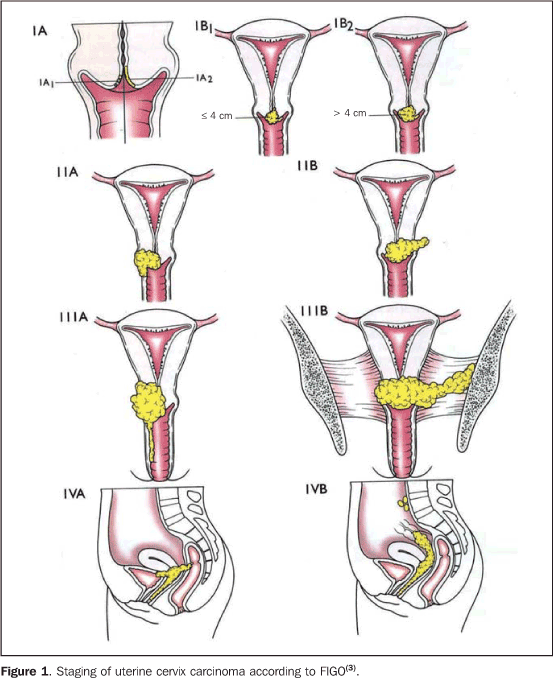 IA
IB1
IB2
IA1
IA2
≤ 4 cm
> 4 cm
IIA
IIB
IIIA
IIIB
IVA
IVB
Figure 1. Staging of uterine cervix carcinoma according to FIGO(3).